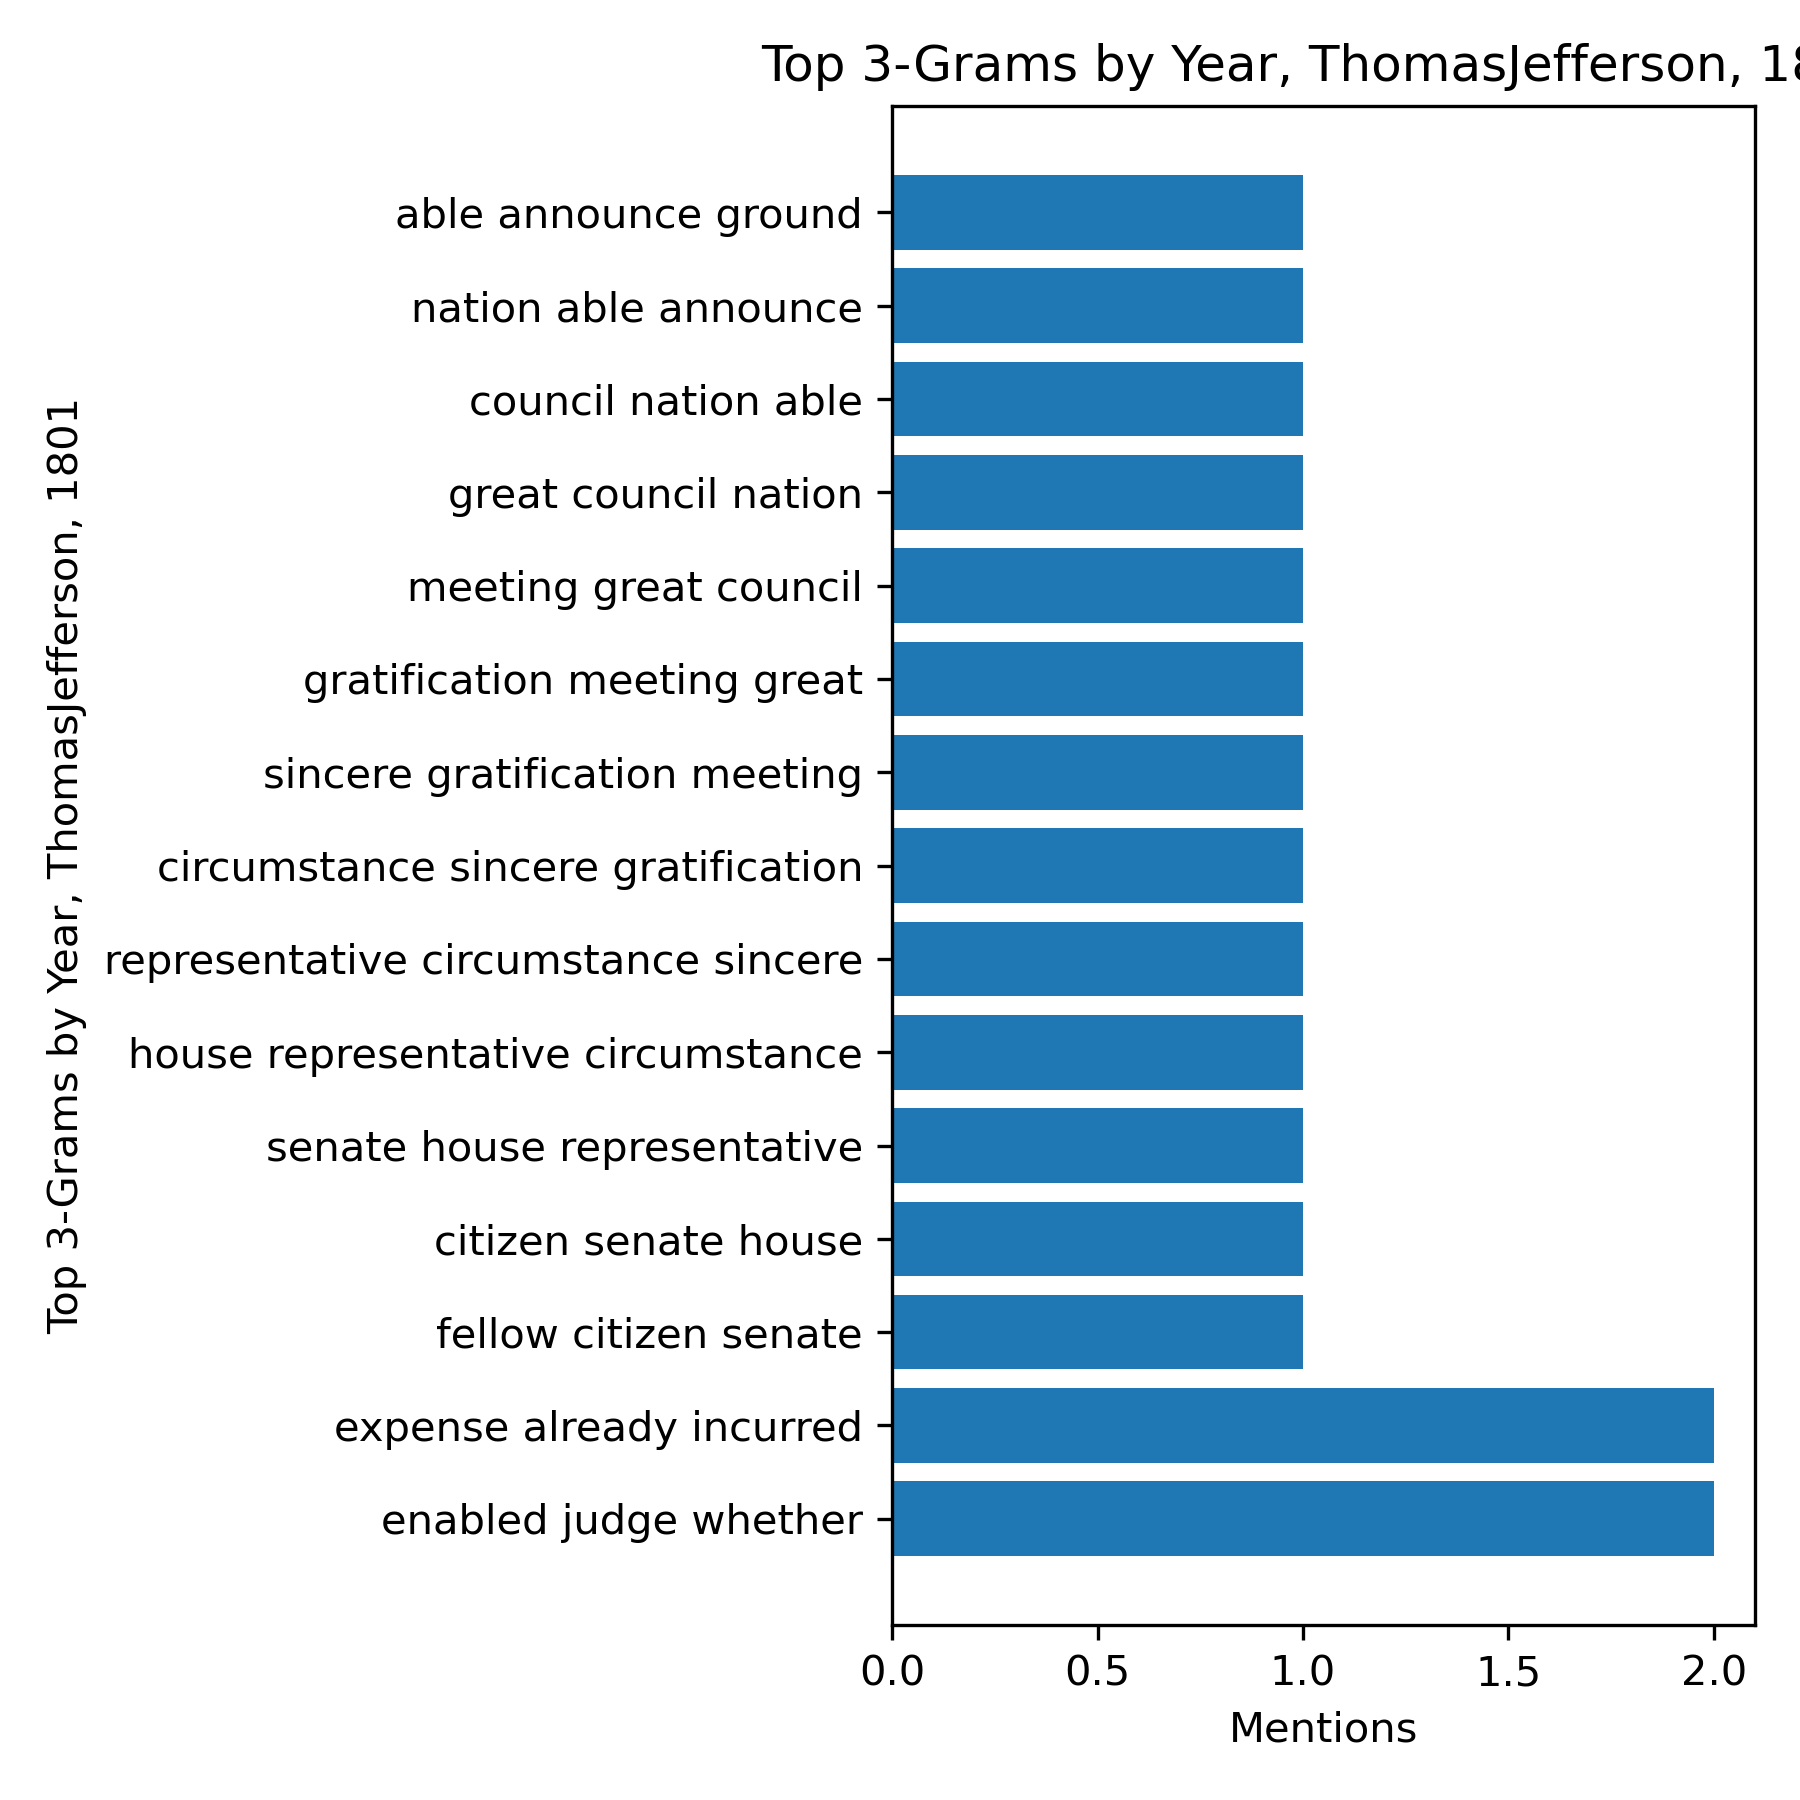 Top 3-Grams by Year, ThomasJefferson, 18
able announce ground
nation able announce
council nation able
great council nation
meeting great council
gratification meeting great
sincere gratification meeting
circumstance sincere gratification
representative circumstance sincere
house representative circumstance
senate house representative
citizen senate house
fellow citizen senate
expense already incurred
enabled judge whether
Top 3-Grams by Year, ThomasJefferson, 1801
0.0 0.5 1.0 1.5 2.0
Mentions